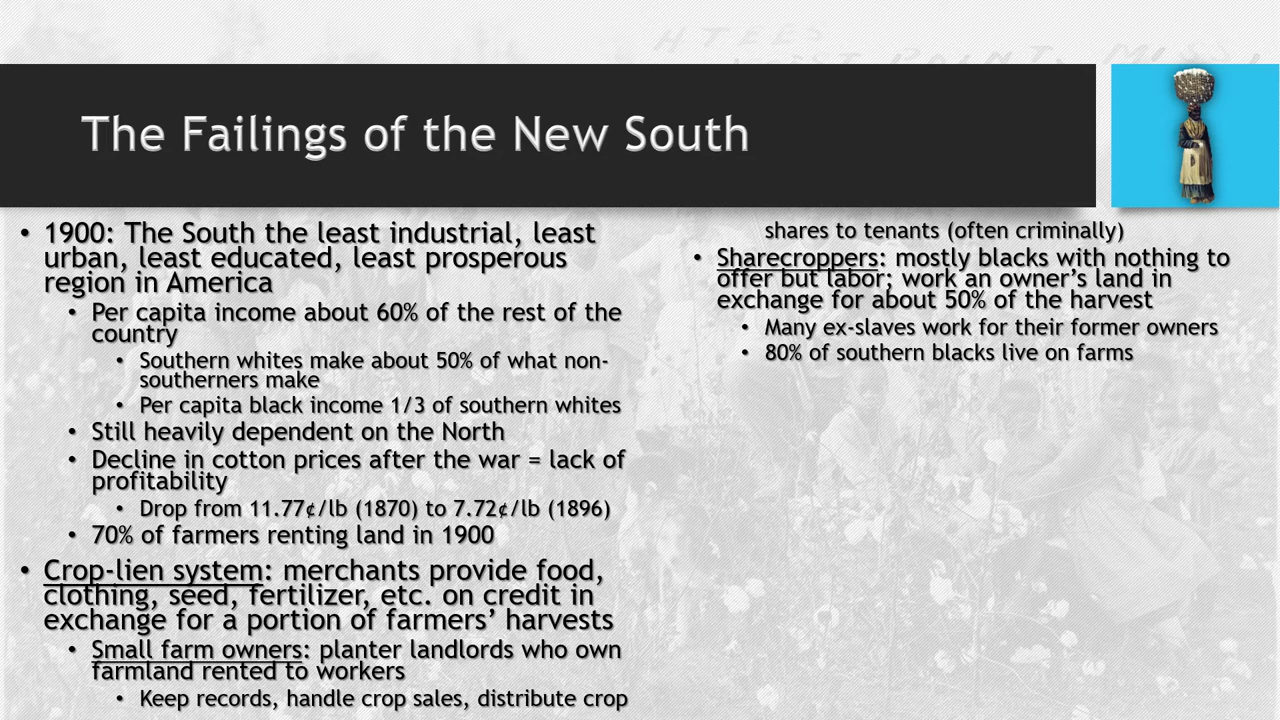 HTEES
The Failings of the New South
• 1900: The South the least industrial, least
urban, least educated, least prosperous
region in America
• Per capita income about 60% of the rest of the
country
• Southern whites make about 50% of what non-
southerners make
• Per capita black income 1/3 of southern whites
• Still heavily dependent on the North
• Decline in cotton prices after the war = lack of
profitability
• Drop from 11.77¢/lb (1870) to 7.72¢/lb (1896)
• 70% of farmers renting land in 1900
• Crop-lien system: merchants provide food,
clothing, seed, fertilizer, etc. on credit in
exchange for a portion of farmers’ harvests
• Small farm owners: planter landlords who own
farmland rented to workers
• Keep records, handle crop sales, distribute crop
shares to tenants (often criminally)
• Sharecroppers: mostly blacks with nothing to
offer but labor; work an owner’s land in
exchange for about 50% of the harvest
• Many ex-slaves work for their former owners
• 80% of southern blacks live on farms